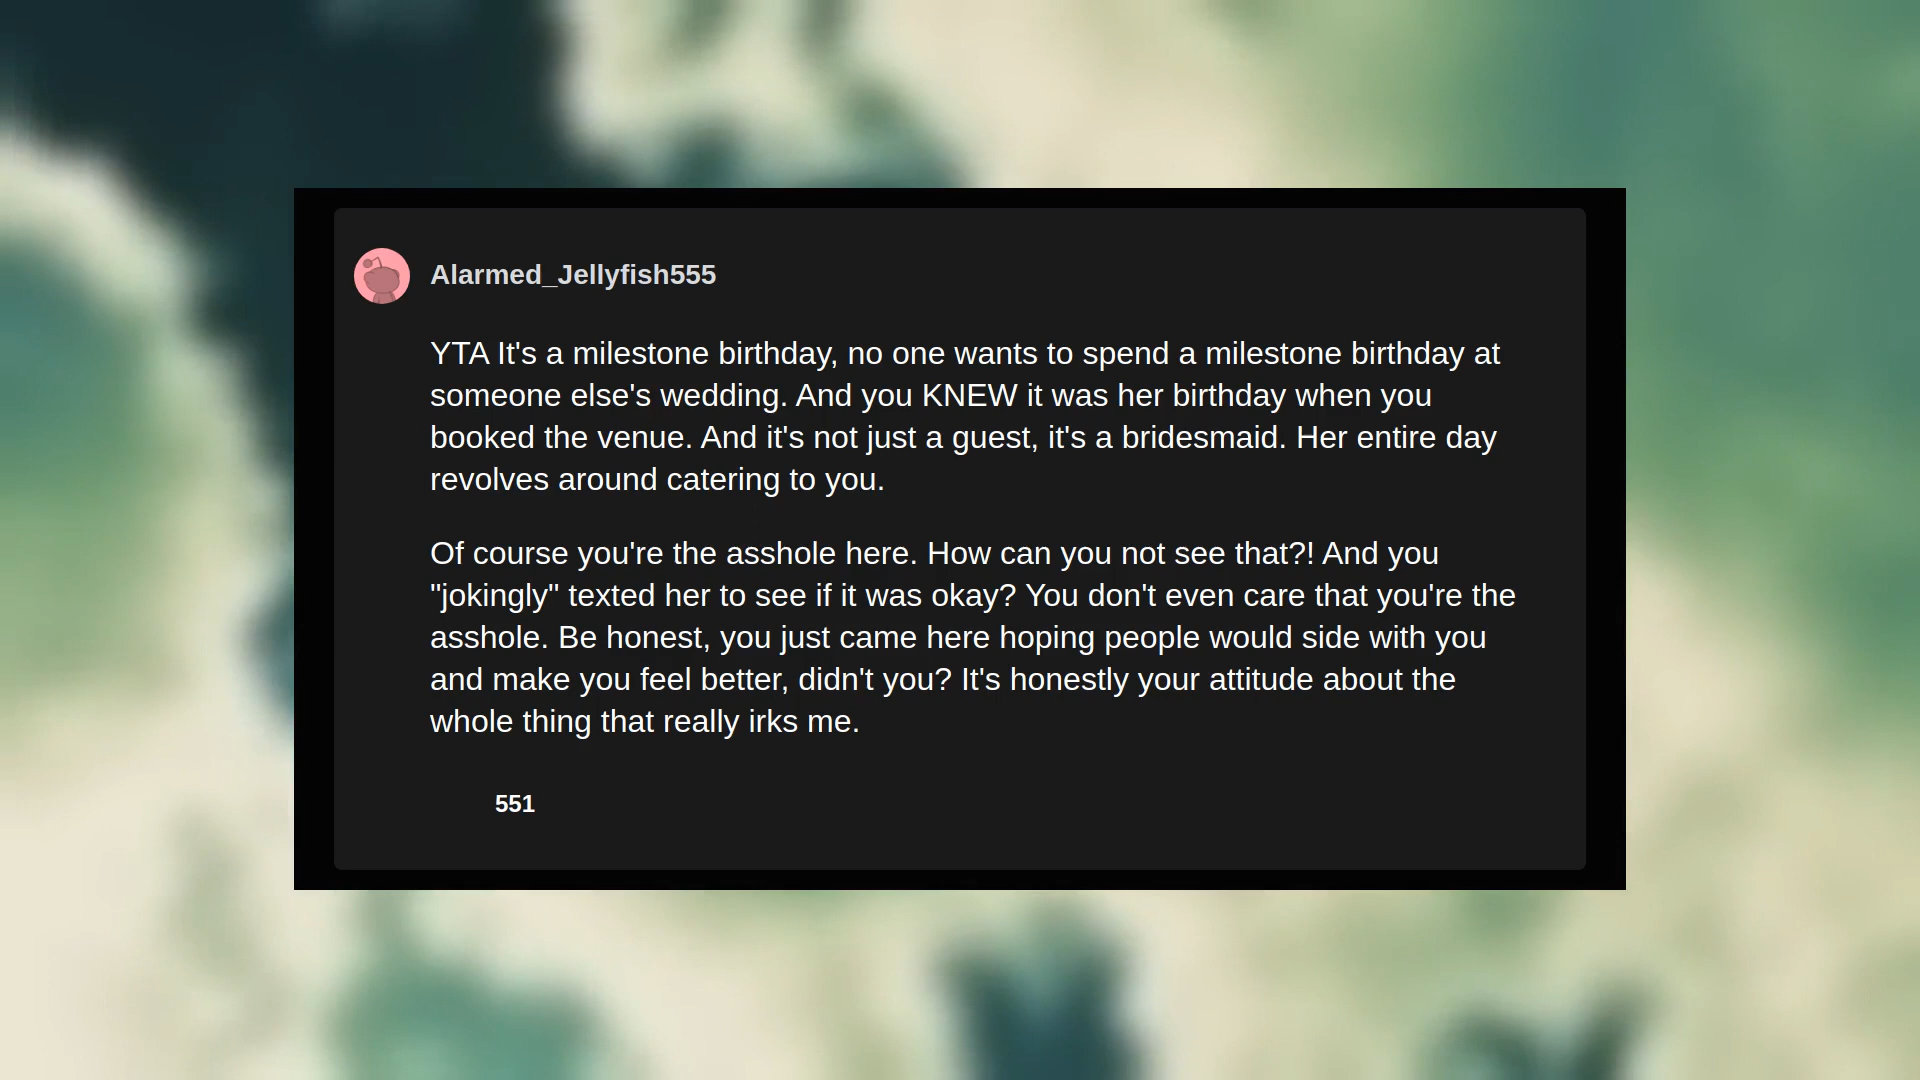 Alarmed_Jellyfish555
YTA It's a milestone birthday, no one wants to spend a milestone birthday at
someone else's wedding. And you KNEW it was her birthday when you
booked the venue. And it's not just a guest, it's a bridesmaid. Her entire day
revolves around catering to you.
Of course you're the asshole here. How can you not see that?! And you
"jokingly" texted her to see if it was okay? You don't even care that you're the
asshole. Be honest, you just came here hoping people would side with you
and make you feel better, didn't you? It's honestly your attitude about the
whole thing that really irks me.
551